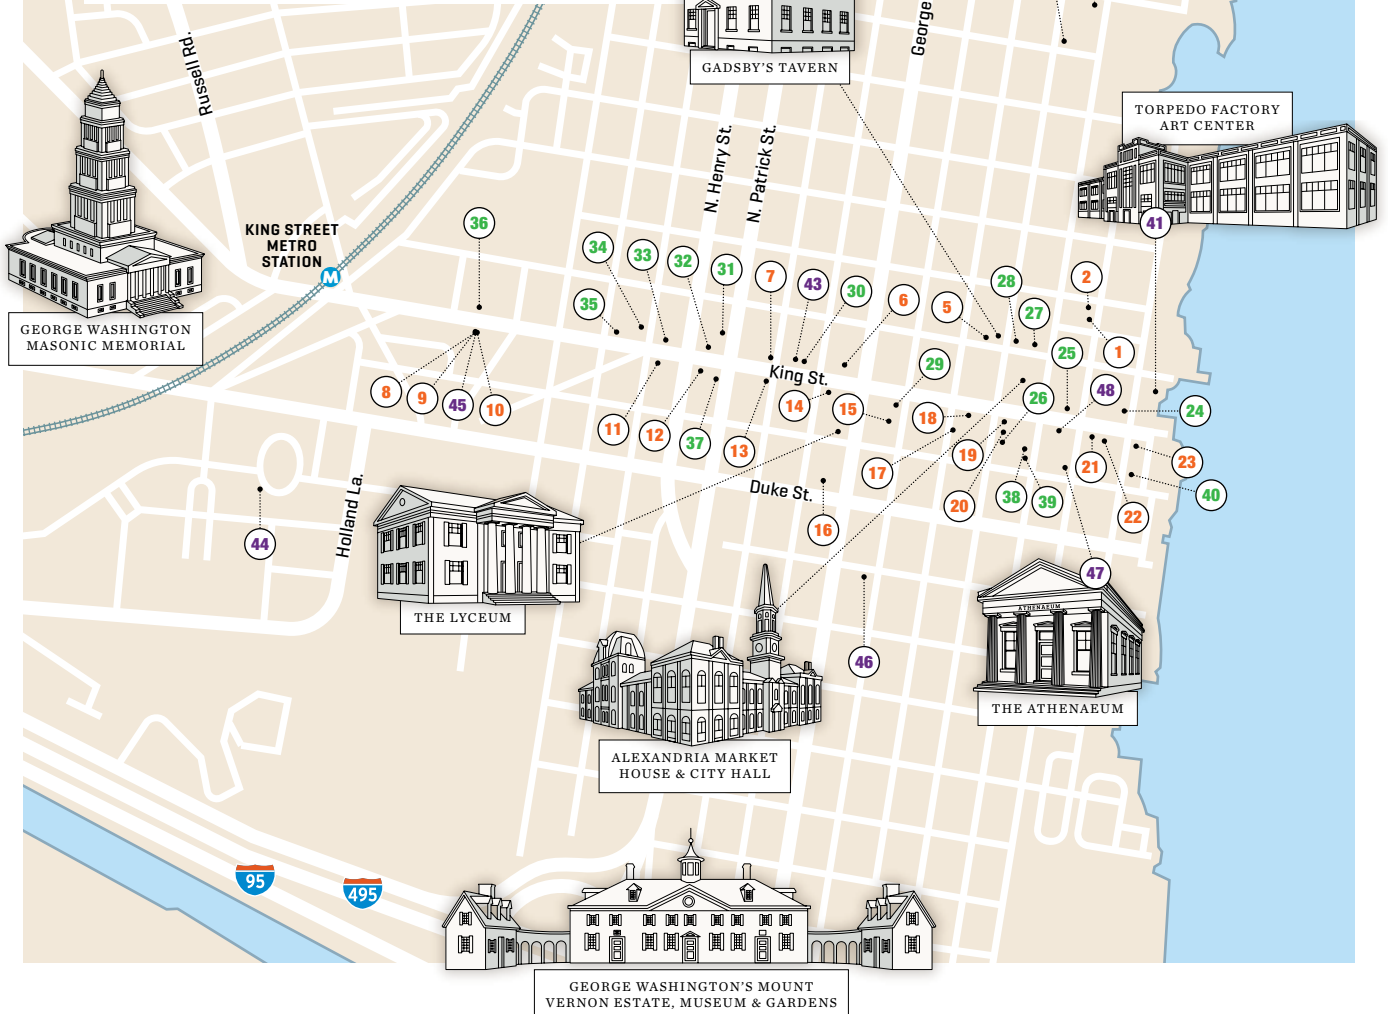 George
Russell Rd.
GADSBY'S TAVERN
TORPEDO FACTORY
ART CENTER
N. Henry St.
N. Patrick St.
41
36
KING STREET
METRO
STATION
M
34
33
32
31
7
43
30
6
5
28
2
35
27
1
25
GEORGE WASHINGTON
MASONIC MEMORIAL
29
King St.
8
9
45
10
14
15
18
26
48
24
11
12
37
13
17
19
21
23
Duke St.
20
38
39
22
40
Holland La.
44
16
47
ATHENAEUM
THE LYCEUM
46
THE ATHENAEUM
ALEXANDRIA MARKET
HOUSE & CITY HALL
95
495
GEORGE WASHINGTON'S MOUNT
VERNON ESTATE, MUSEUM & GARDENS